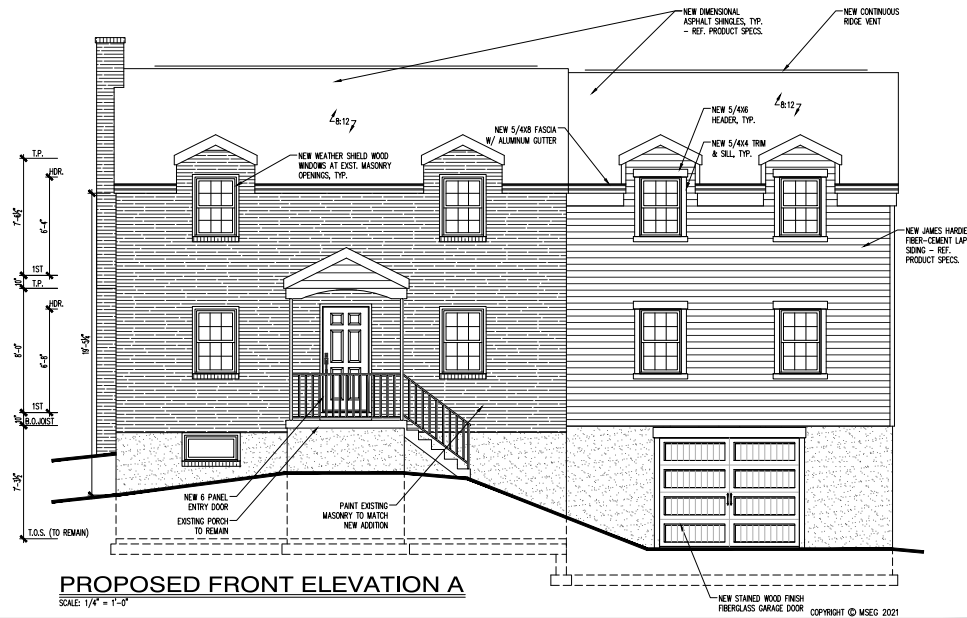 NEW DIMENSIONAL
ASPHALT SHINGLES, TYP.
- REF. PRODUCT SPECS.
NEW CONTINUOUS
RIDGE VENT
8:12
8:12
NEW 5/4X6
HEADER, TYP.
NEW 5/4X8 FASCIA
W/ ALUMINUM GUTTER
NEW 5/4X4 TRIM
& SILL, TYP.
NEW WEATHER SHIELD WOOD
WINDOWS AT EXST. MASONRY
OPENINGS, TYP.
T.P.
HDR.
7'-4½"
6'-4"
1ST
10"
T.P.
HDR.
8'-0"
6'-8"
1ST
10"
B.O.JOIST
7'-3½"
T.O.S. (TO REMAIN)
NEW JAMES HARDIE
FIBER-CEMENT LAP
SIDING - REF.
PRODUCT SPECS.
NEW 6 PANEL
ENTRY DOOR
EXISTING PORCH
TO REMAIN
PAINT EXISTING
MASONRY TO MATCH
NEW ADDITION
NEW STAINED WOOD FINISH
FIBERGLASS GARAGE DOOR
PROPOSED FRONT ELEVATION A
SCALE: 1/4" = 1'-0"
COPYRIGHT © MSEG 2021